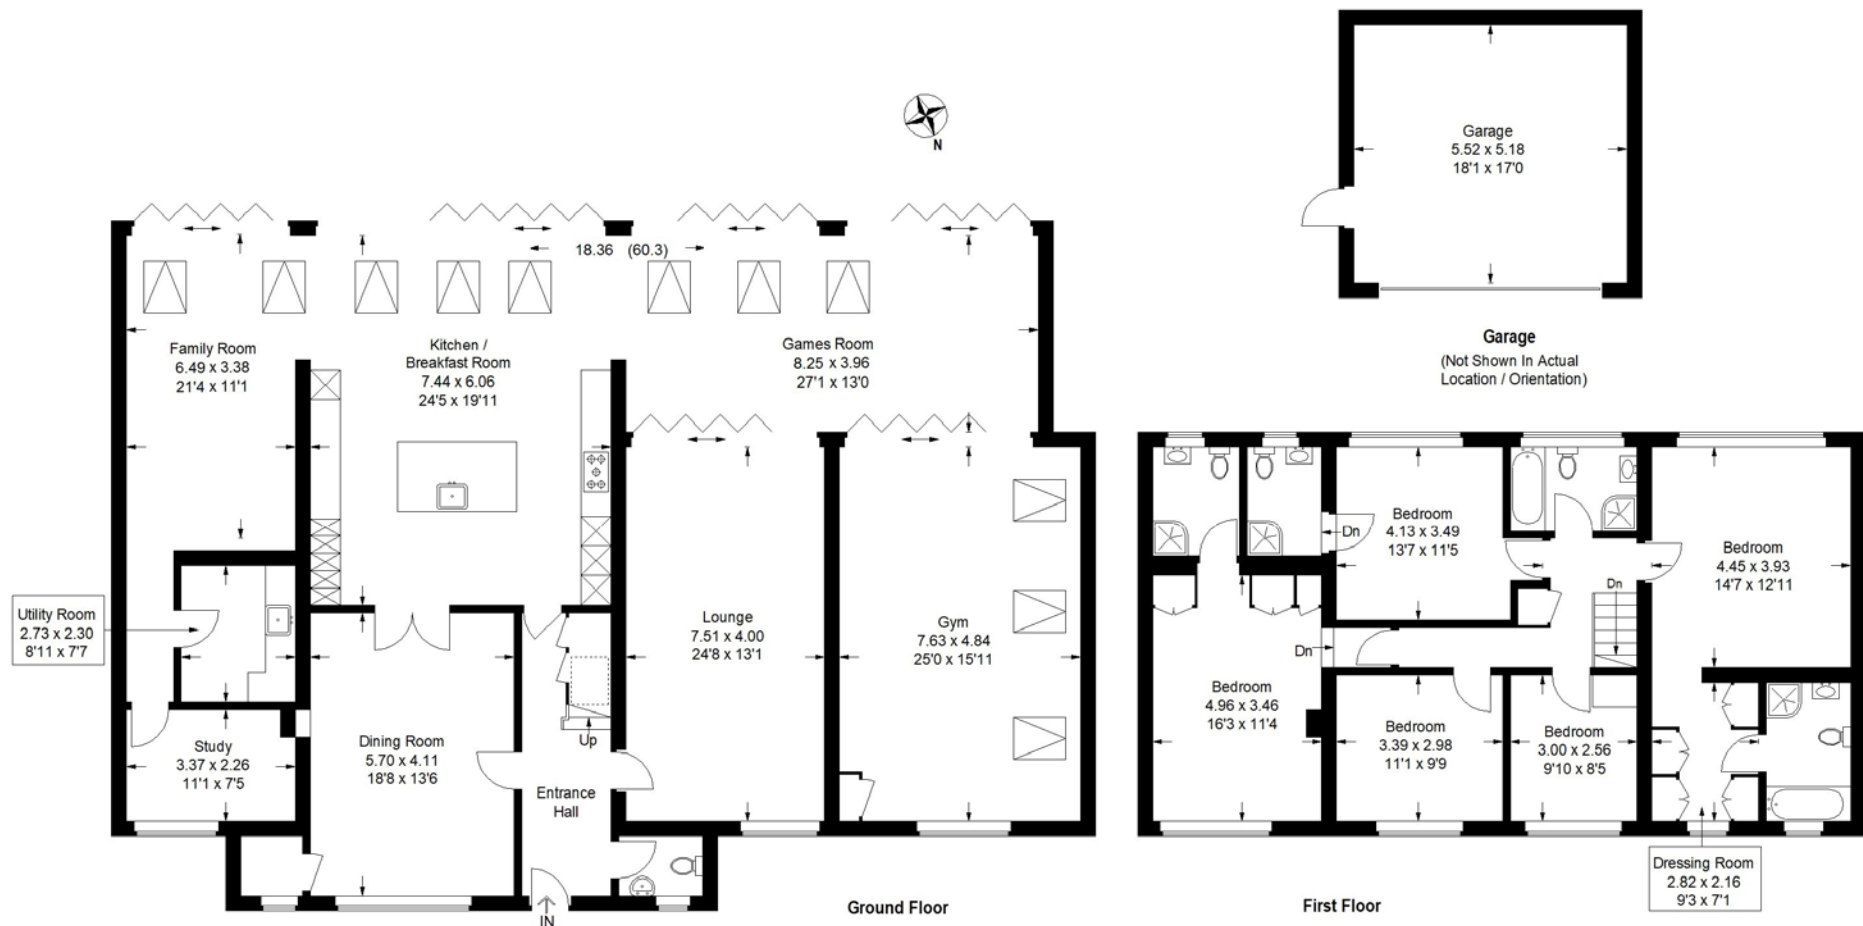 Garage
5.52 x 5.18
18'1 x 17'0
N
18.36 (60.3)
Family Room
6.49 x 3.38
21'4 x 11'1
Kitchen /
Breakfast Room
7.44 x 6.06
24'5 x 19'11
Games Room
8.25 x 3.96
27'1 x 13'0
Garage
(Not Shown In Actual
Location / Orientation)
Utility Room
2.73 x 2.30
8'11 x 7'7
Lounge
7.51 x 4.00
24'8 x 13'1
Gym
7.63 x 4.84
25'0 x 15'11
Study
3.37 x 2.26
11'1 x 7'5
Dining Room
5.70 x 4.11
18'8 x 13'6
Up
Entrance
Hall
IN
Ground Floor
Dn
Bedroom
4.13 x 3.49
13'7 x 11'5
Bedroom
4.45 x 3.93
14'7 x 12'11
Dn
Dn
Bedroom
4.96 x 3.46
16'3 x 11'4
Bedroom
3.39 x 2.98
11'1 x 9'9
Bedroom
3.00 x 2.56
9'10 x 8'5
Dressing Room
2.82 x 2.16
9'3 x 7'1
First Floor